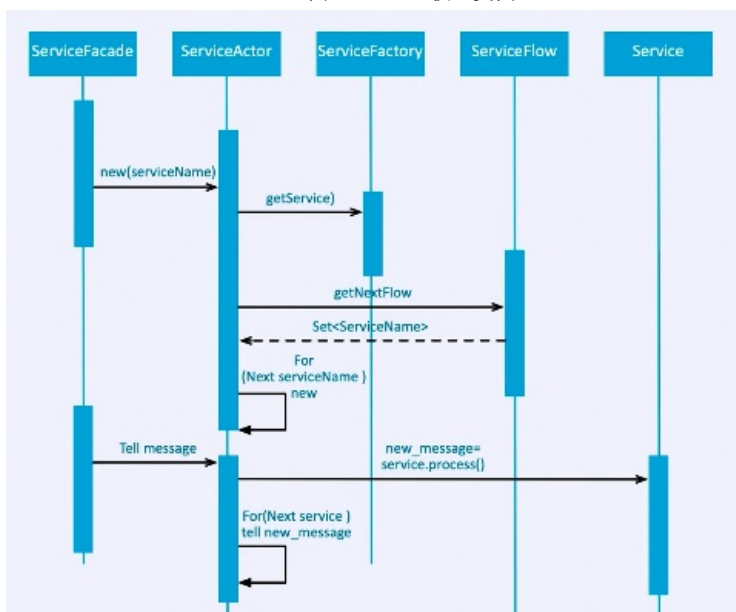 ServiceFacade
ServiceActor
ServiceFactory
ServiceFlow
Service
new(serviceName)
getService)
getNextFlow
Set<ServiceName>
For
(Next serviceName )
new
Tell message
new_message=
service.process()
For(Next service )
tell new_message